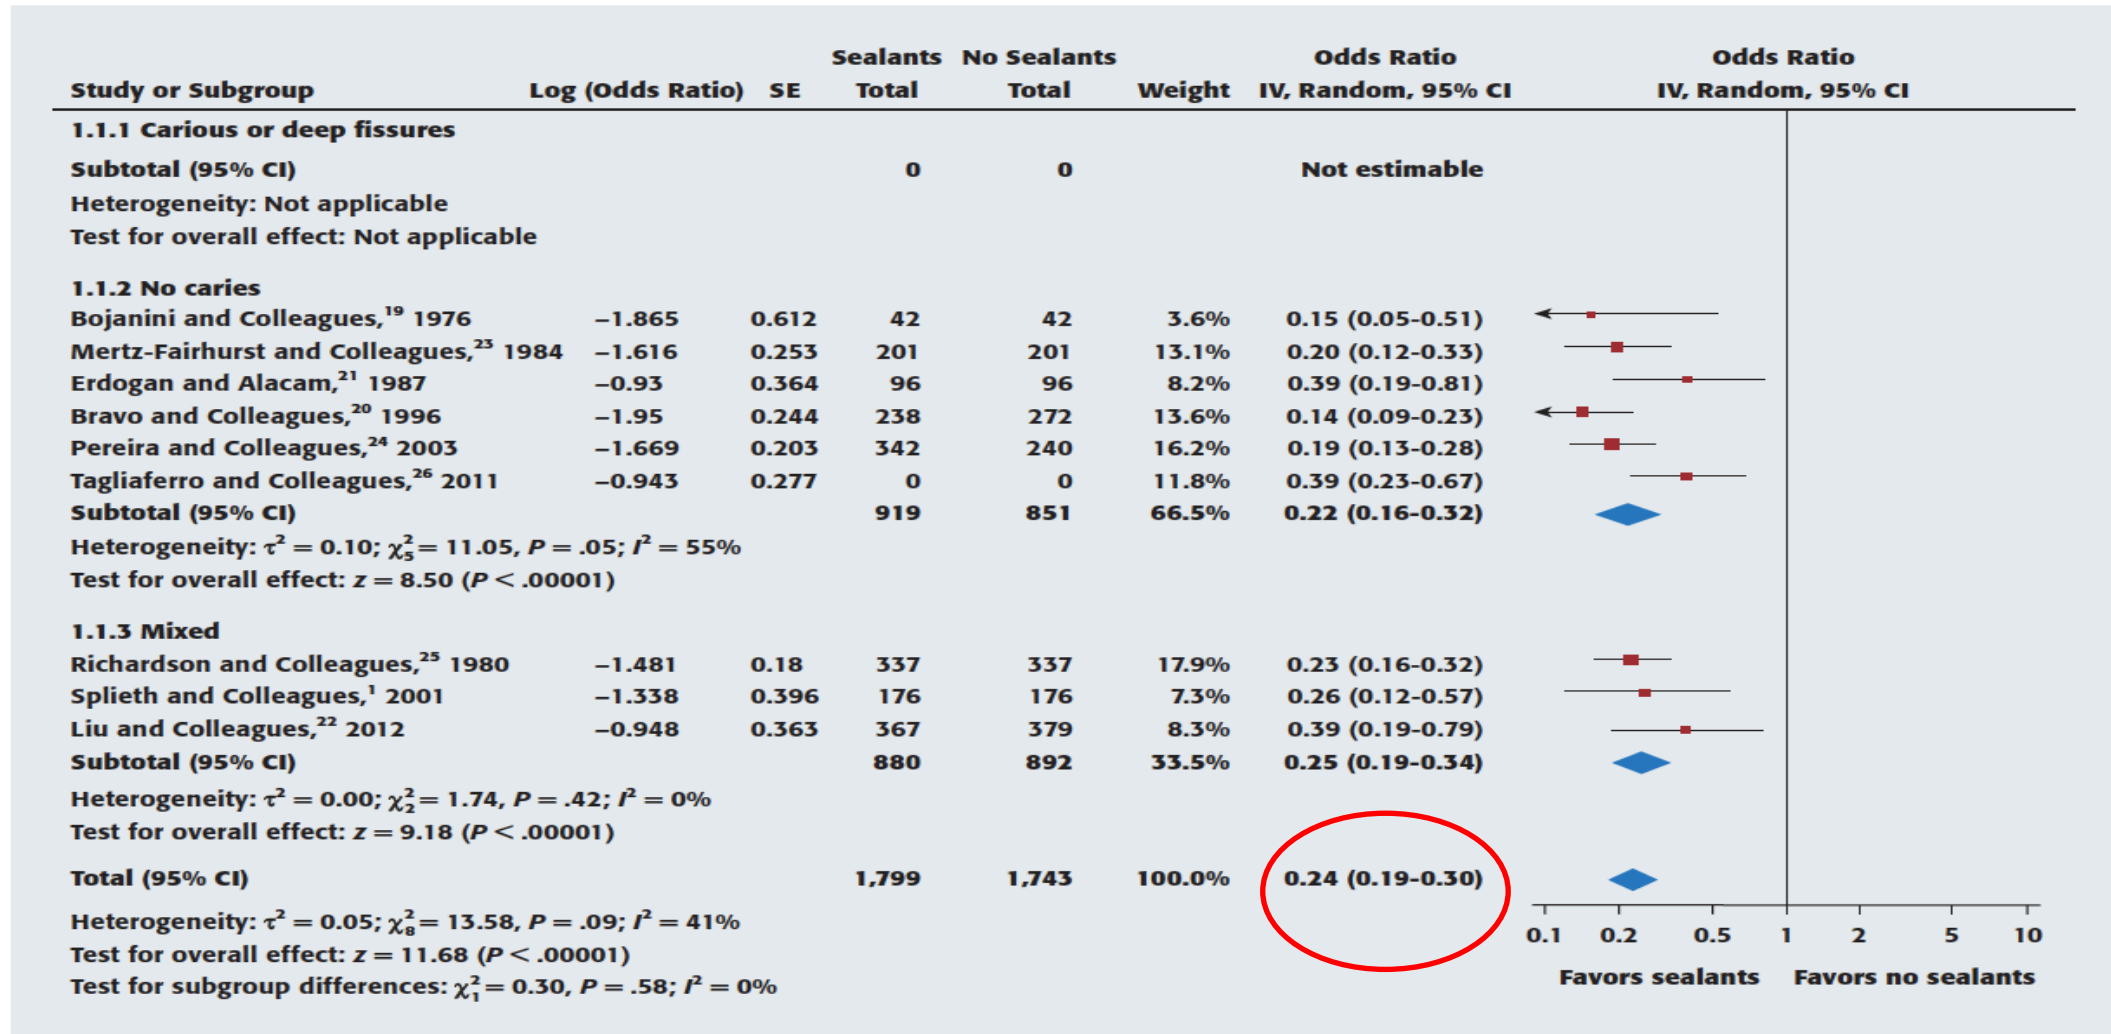 Sealants No Sealants Odds Ratio Odds Ratio
Study or Subgroup Log (Odds Ratio) SE Total Total Weight IV, Random, 95% CI IV, Random, 95% CI
1.1.1 Carious or deep fissures
Subtotal (95% CI) 0 0 Not estimable
Heterogeneity: Not applicable
Test for overall effect: Not applicable
1.1.2 No caries
Bojanini and Colleagues,¹⁹ 1976 −1.865 0.612 42 42 3.6% 0.15 (0.05-0.51)
Mertz-Fairhurst and Colleagues,²³ 1984 −1.616 0.253 201 201 13.1% 0.20 (0.12-0.33)
Erdogan and Alacam,²¹ 1987 −0.93 0.364 96 96 8.2% 0.39 (0.19-0.81)
Bravo and Colleagues,²⁰ 1996 −1.95 0.244 238 272 13.6% 0.14 (0.09-0.23)
Pereira and Colleagues,²⁴ 2003 −1.669 0.203 342 240 16.2% 0.19 (0.13-0.28)
Tagliaferro and Colleagues,²⁶ 2011 −0.943 0.277 0 0 11.8% 0.39 (0.23-0.67)
Subtotal (95% CI) 919 851 66.5% 0.22 (0.16-0.32)
Heterogeneity: τ² = 0.10; χ²₅ = 11.05, P = .05; I² = 55%
Test for overall effect: z = 8.50 (P < .00001)
1.1.3 Mixed
Richardson and Colleagues,²⁵ 1980 −1.481 0.18 337 337 17.9% 0.23 (0.16-0.32)
Splieth and Colleagues,¹ 2001 −1.338 0.396 176 176 7.3% 0.26 (0.12-0.57)
Liu and Colleagues,²² 2012 −0.948 0.363 367 379 8.3% 0.39 (0.19-0.79)
Subtotal (95% CI) 880 892 33.5% 0.25 (0.19-0.34)
Heterogeneity: τ² = 0.00; χ²₂ = 1.74, P = .42; I² = 0%
Test for overall effect: z = 9.18 (P < .00001)
Total (95% CI) 1,799 1,743 100.0% 0.24 (0.19-0.30)
Heterogeneity: τ² = 0.05; χ²₈ = 13.58, P = .09; I² = 41%
Test for overall effect: z = 11.68 (P < .00001)
Test for subgroup differences: χ²₁ = 0.30, P = .58; I² = 0%
0.1 0.2 0.5 1 2 5 10
Favors sealants Favors no sealants